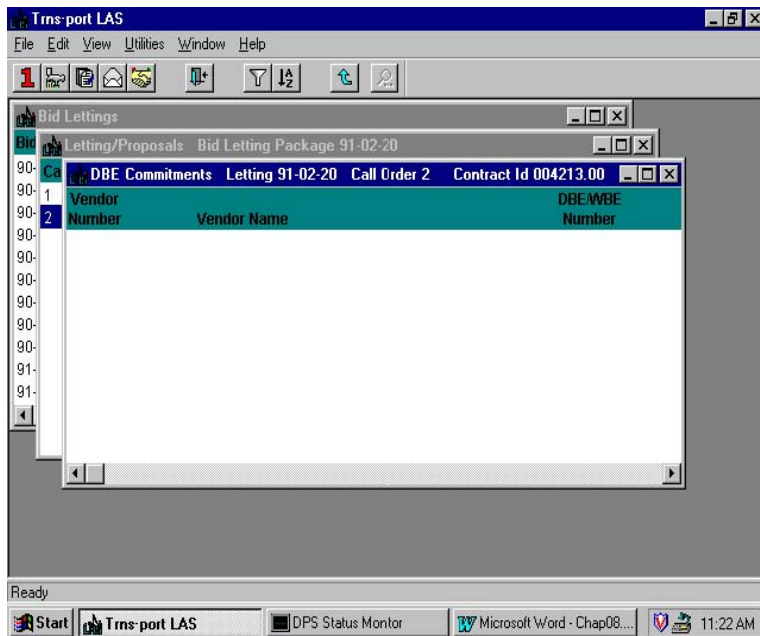 Trns·port LAS
File Edit View Utilities Window Help
Bid Lettings
Bid
Letting/Proposals Bid Letting Package 91-02-20
Ca
DBE Commitments Letting 91-02-20 Call Order 2 Contract Id 004213.00
Vendor DBE/WBE
Number Vendor Name Number
90-
90-
90-
90-
90-
90-
90-
90-
90-
91-
91-
1
2
Ready
Start Trns·port LAS DPS Status Montor Microsoft Word - Chap08.... 11:22 AM